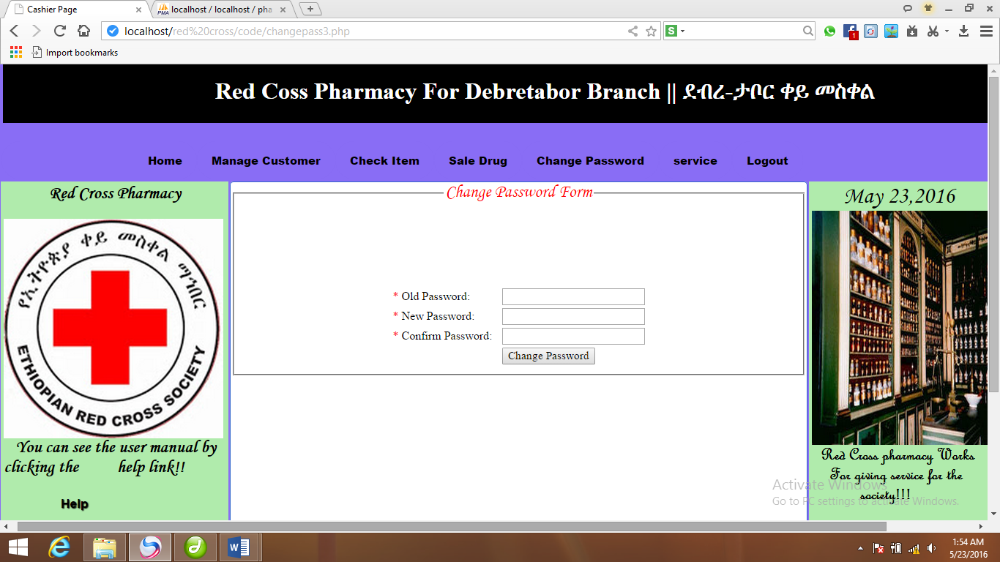 Cashier Page
localhost / localhost / pha
localhost/red%20cross/code/changepass3.php
S
1
Import bookmarks
Red Coss Pharmacy For Debretabor Branch || ደብረ-ታቦር ቀይ መስቀል
Home Manage Customer Check Item Sale Drug Change Password service Logout
Red Cross Pharmacy
የኢትዮጵያ ቀይ መስቀል ማኅበር
ETHIOPIAN RED CROSS SOCIETY
You can see the user manual by
clicking the help link!!
Help
Change Password Form
* Old Password:
* New Password:
* Confirm Password:
Change Password
May 23,2016
Red Cross pharmacy Works
For giving service for the
society!!!
Activate Windows
Go to PC settings to activate Windows.
1:54 AM
5/23/2016